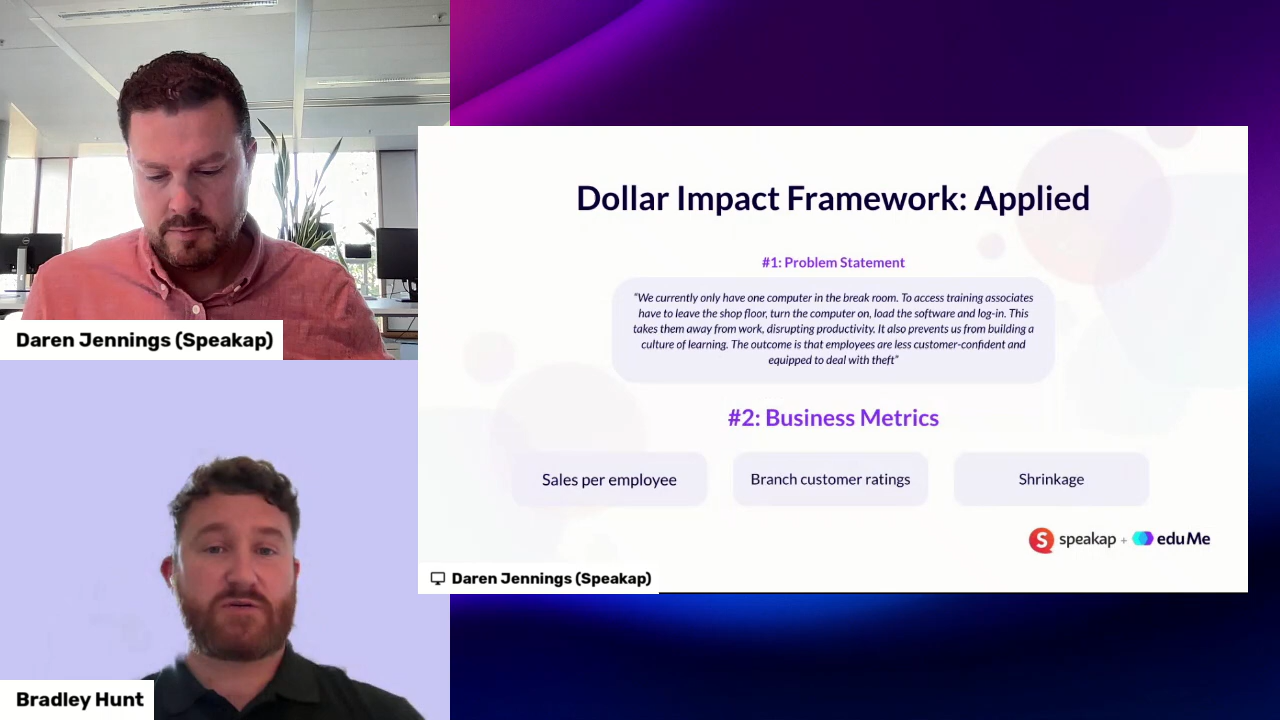 Daren Jennings (Speakap)
Bradley Hunt
Dollar Impact Framework: Applied
#1: Problem Statement
“We currently only have one computer in the break room. To access training associates
have to leave the shop floor, turn the computer on, load the software and log-in. This
takes them away from work, disrupting productivity. It also prevents us from building a
culture of learning. The outcome is that employees are less customer-confident and
equipped to deal with theft”
#2: Business Metrics
Sales per employee
Branch customer ratings
Shrinkage
S speakap + eduMe
Daren Jennings (Speakap)